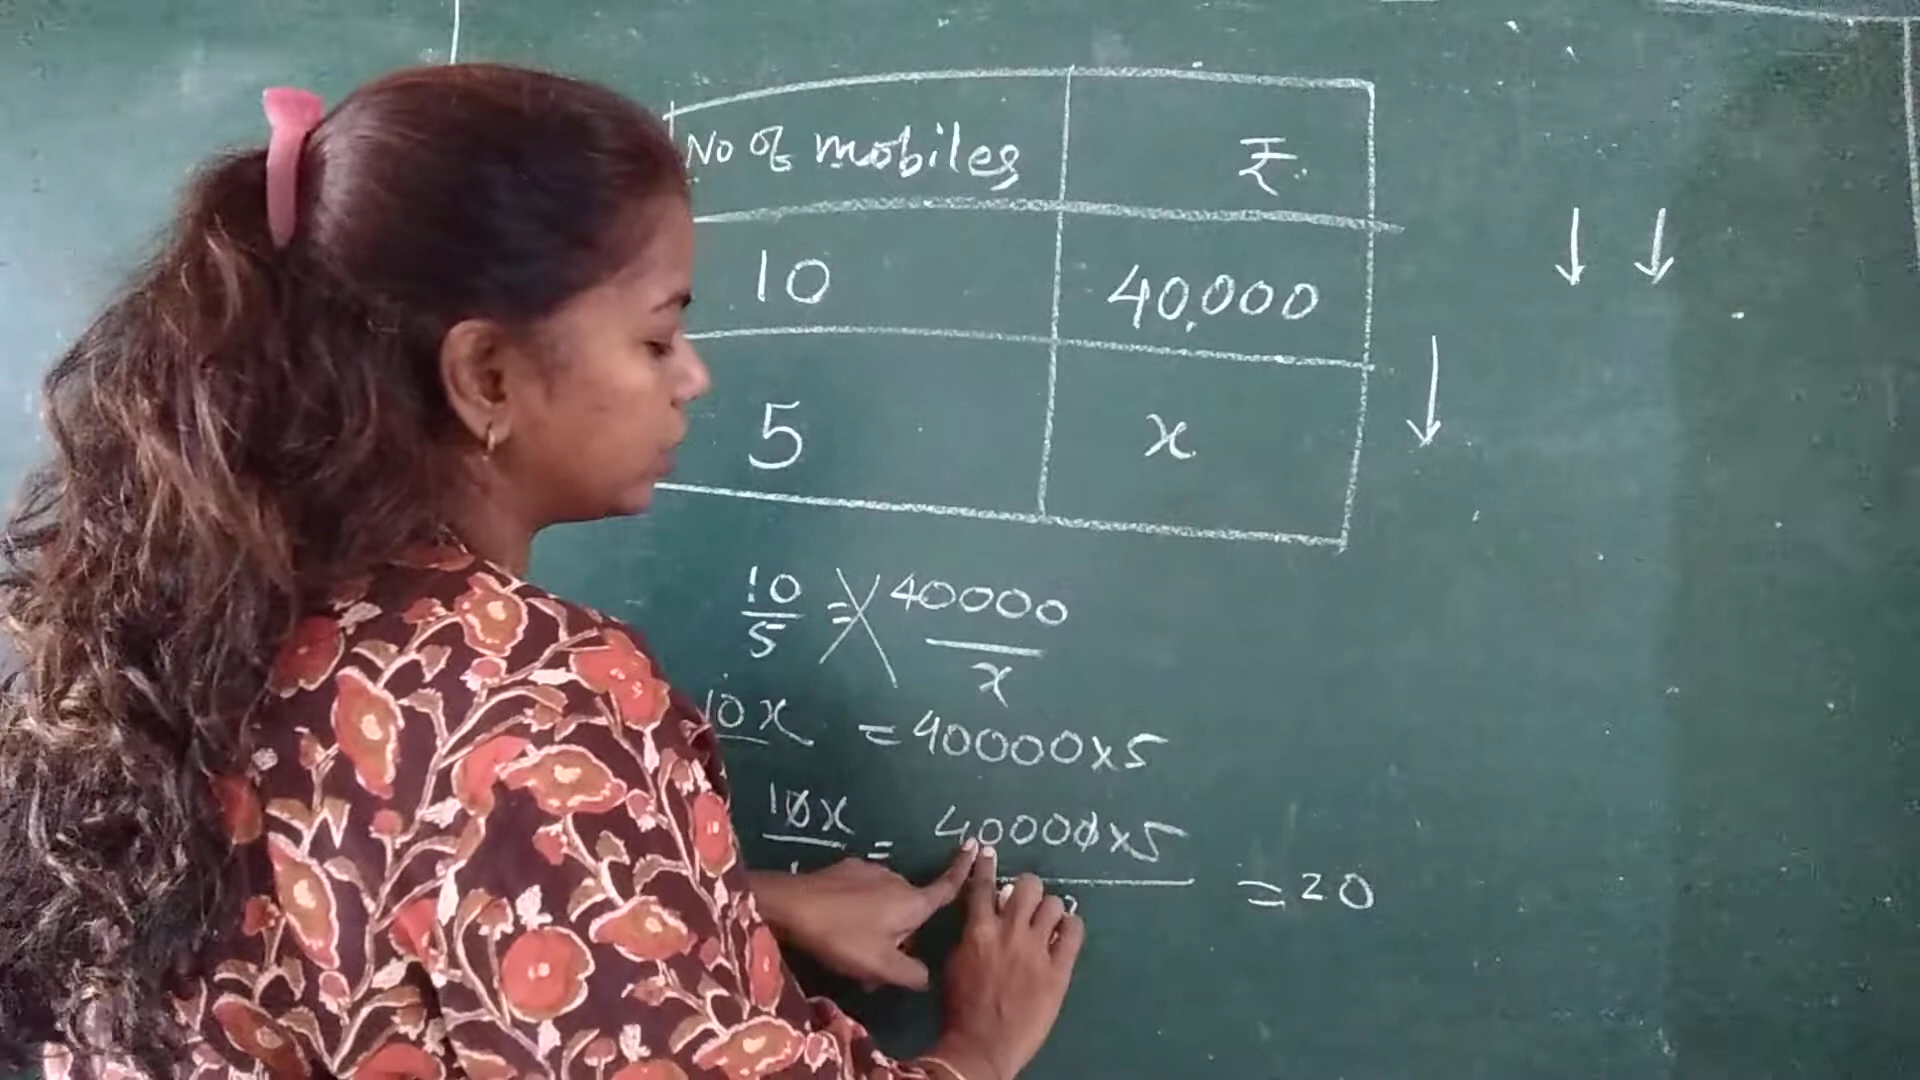 No of mobiles ₹.
10 40,000
5 x
10/5 = 40000/x
10x = 40000x5
10x = 40000x5 = 20